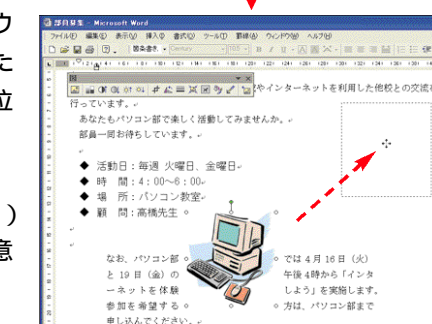 ウ
た
位
)
意
部員募集 - Microsoft Word
ファイル(F) 編集(E) 表示(V) 挿入(I) 書式(O) ツール(T) 罫線(A) ウィンドウ(W) ヘルプ(H)
箇条書き Century 10.5 B I U
図
やインターネットを利用した他校との交流を
行っています。
あなたもパソコン部で楽しく活動してみませんか。
部員一同お待ちしています。
◆ 活動日：毎週 火曜日、金曜日
◆ 時 間：4：00～6：00
◆ 場 所：パソコン教室
◆ 顧 問：高橋先生
なお、パソコン部 では 4 月 16 日（火）
と 19 日（金）の 午後 4時から「インタ
ーネットを体験 しよう」を実施します。
参加を希望する 方は、パソコン部まで
申し込んでください。